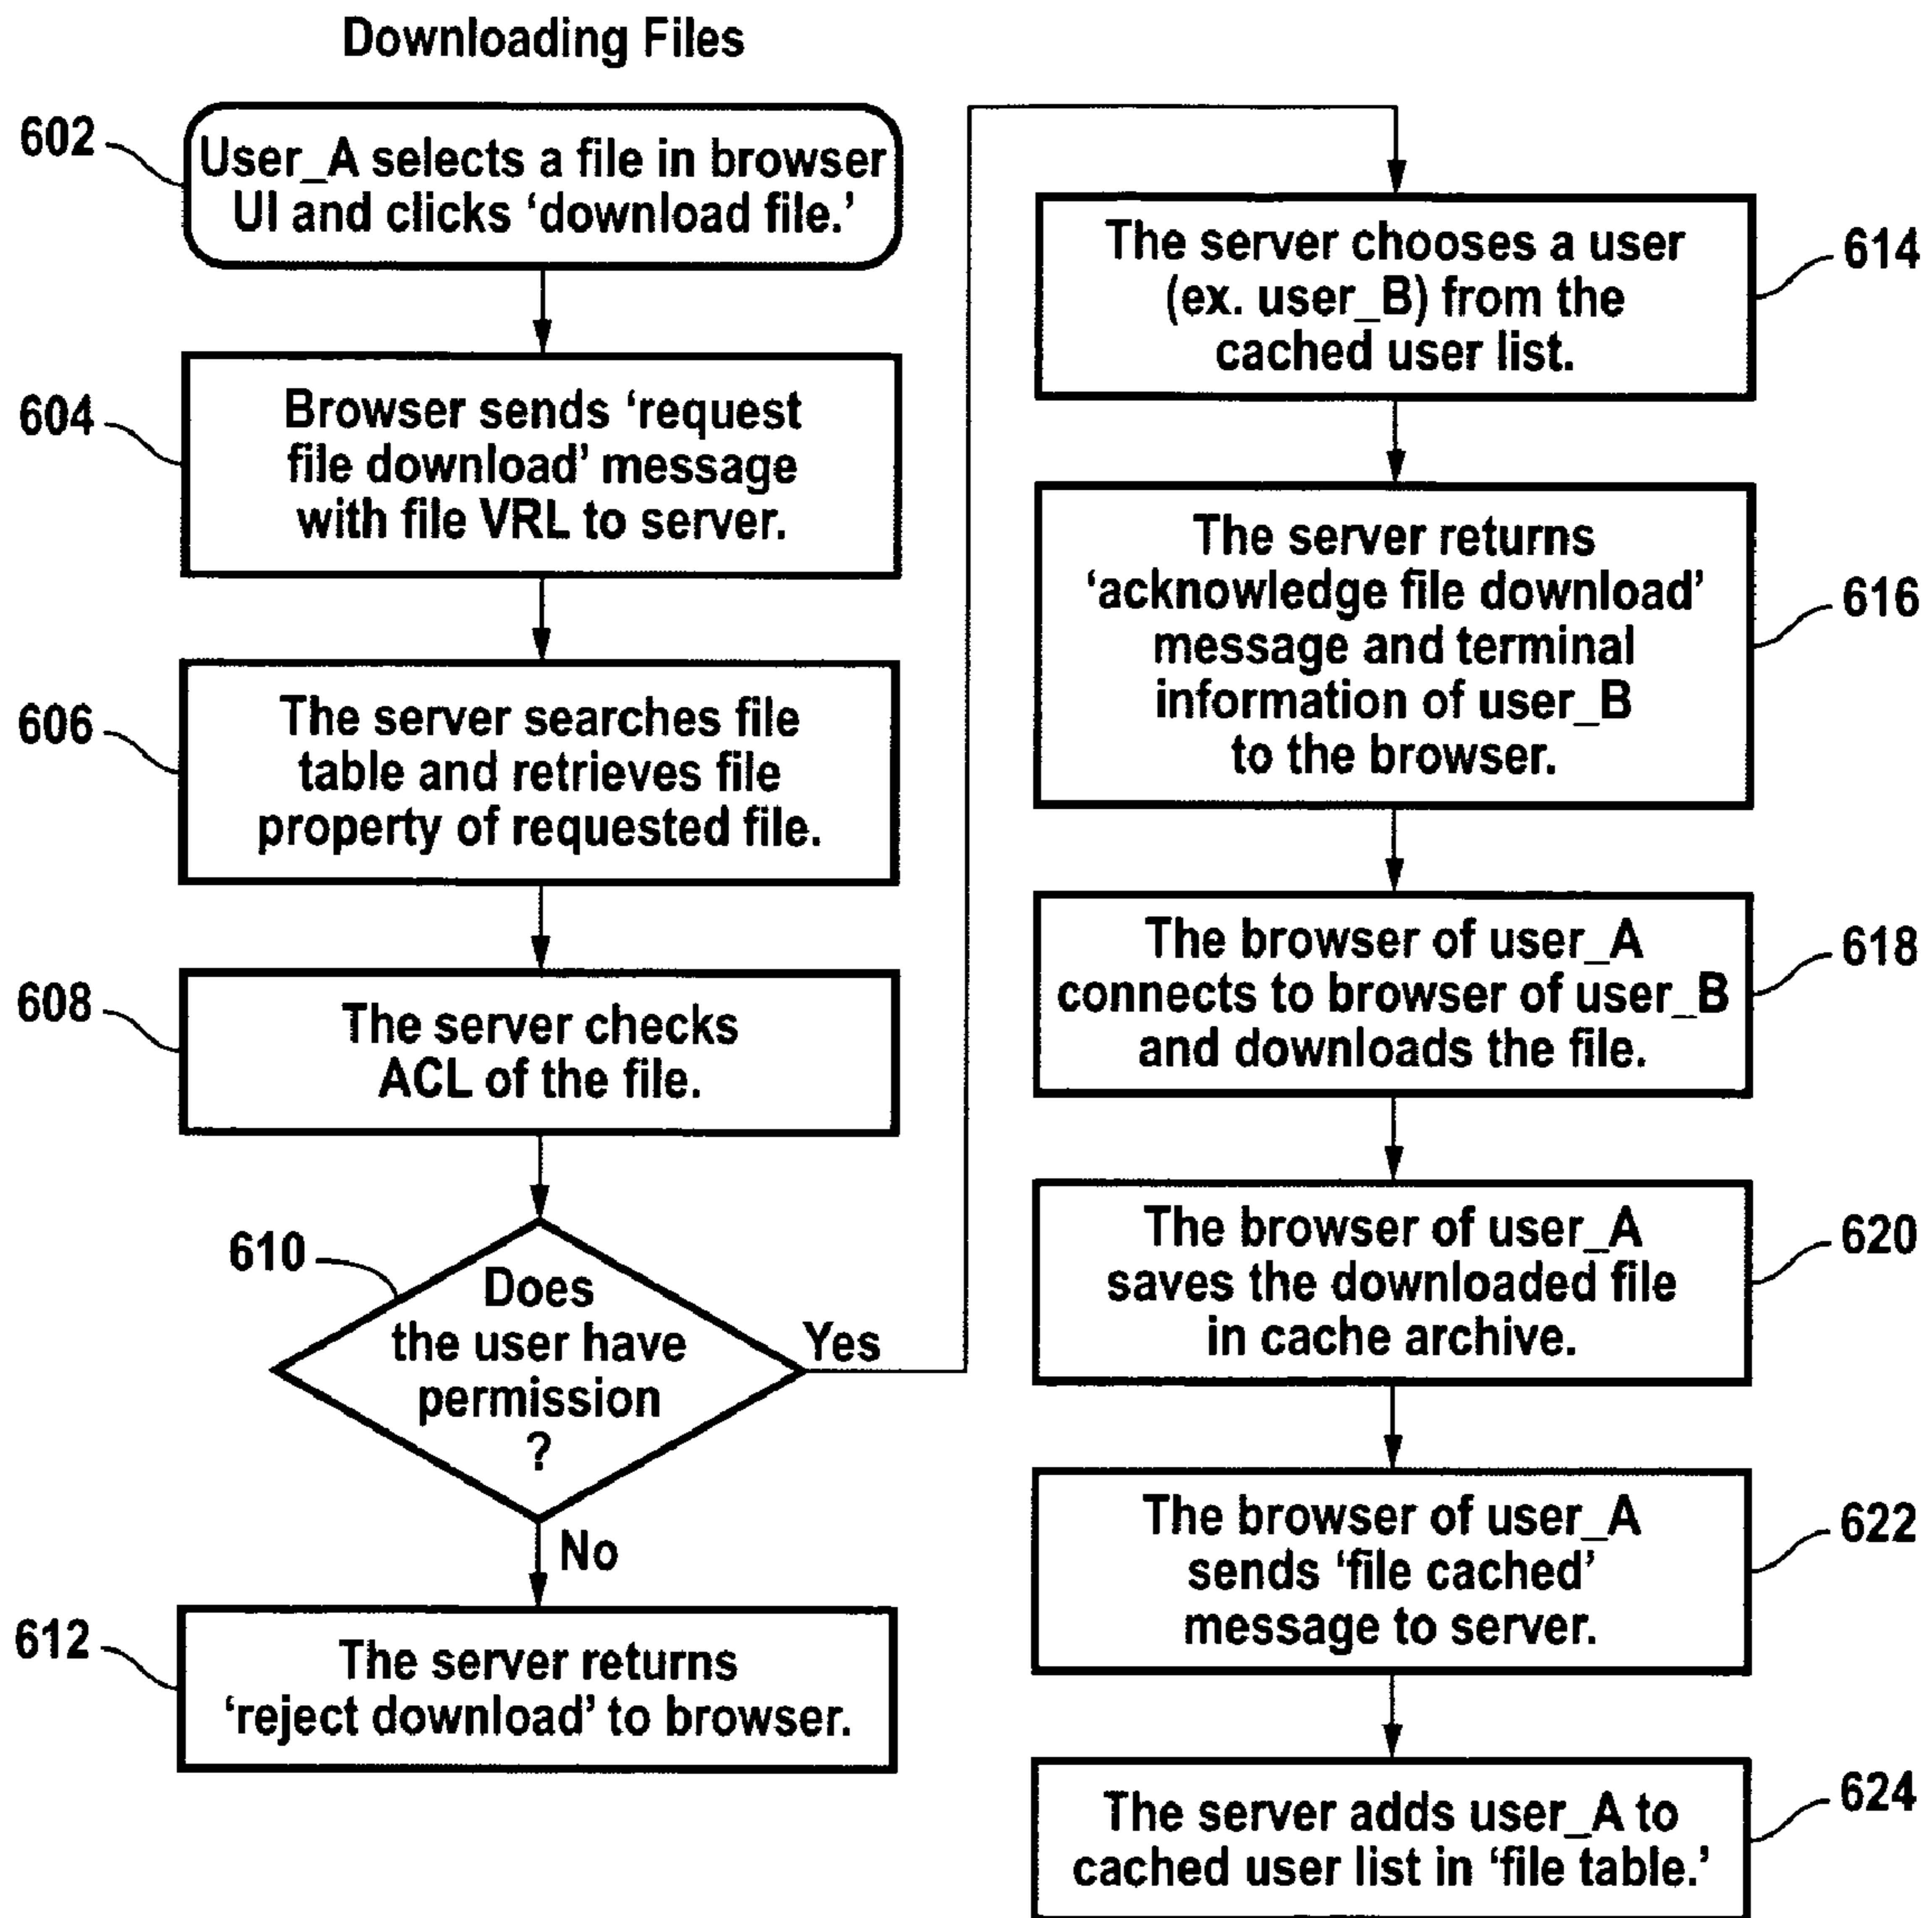 Downloading Files
602
User_A selects a file in browser
UI and clicks ‘download file.’
604
Browser sends ‘request
file download’ message
with file VRL to server.
606
The server searches file
table and retrieves file
property of requested file.
608
The server checks
ACL of the file.
610
Does
the user have
permission
?
Yes
No
612
The server returns
‘reject download’ to browser.
614
The server chooses a user
(ex. user_B) from the
cached user list.
616
The server returns
‘acknowledge file download’
message and terminal
information of user_B
to the browser.
618
The browser of user_A
connects to browser of user_B
and downloads the file.
620
The browser of user_A
saves the downloaded file
in cache archive.
622
The browser of user_A
sends ‘file cached’
message to server.
624
The server adds user_A to
cached user list in ‘file table.’